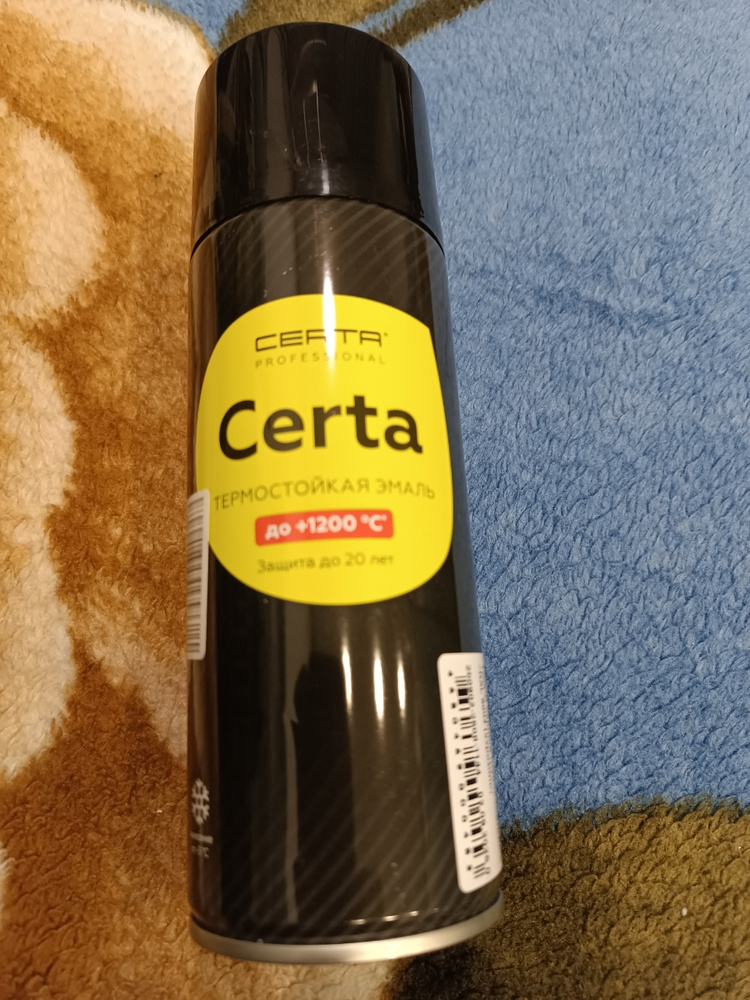 CERTA
PROFESSIONAL
Certa
ТЕРМОСТОЙКАЯ ЭМАЛЬ
до +1200 °C*
Защита до 20 лет